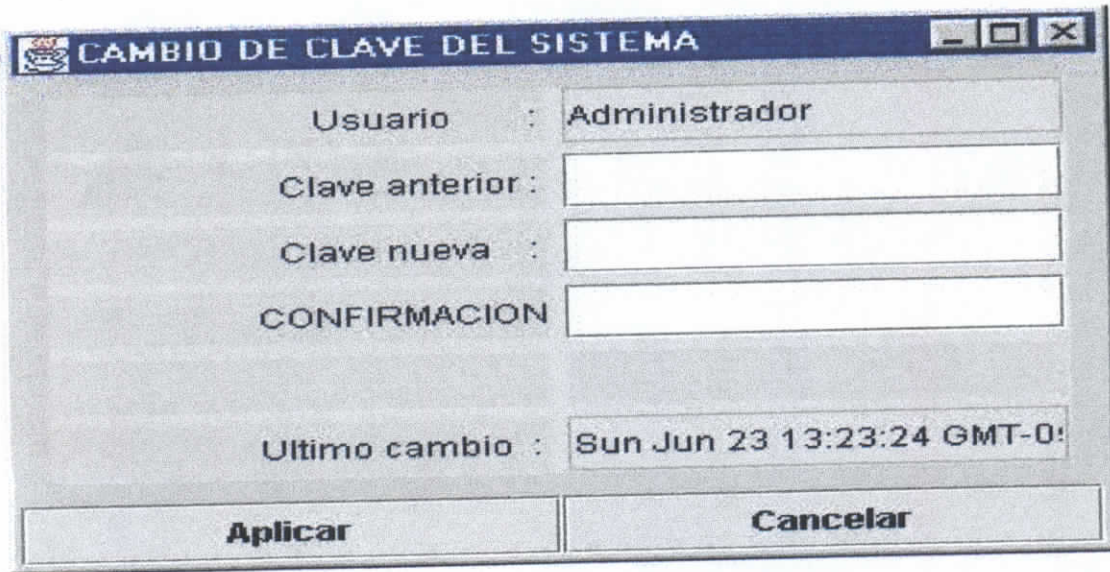 CAMBIO DE CLAVE DEL SISTEMA
Usuario : Administrador
Clave anterior :
Clave nueva :
CONFIRMACION
Ultimo cambio : Sun Jun 23 13:23:24 GMT-0
Aplicar Cancelar